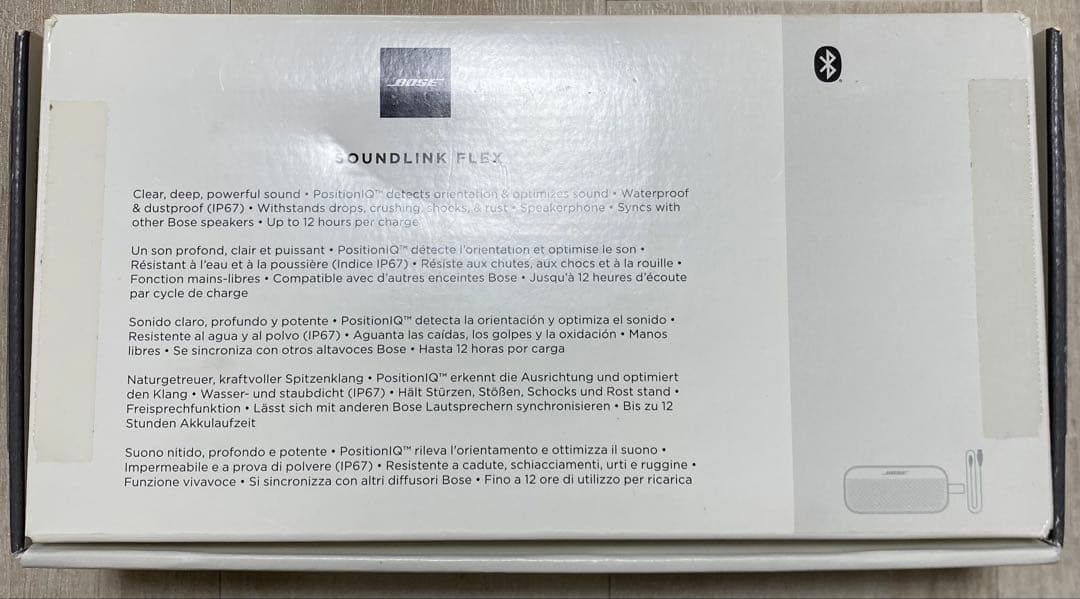 BOSE
SOUNDLINK FLEX
Clear, deep, powerful sound • PositionIQ™ detects orientation & optimizes sound • Waterproof
& dustproof (IP67) • Withstands drops, crushing, shocks, & rust • Speakerphone • Syncs with
other Bose speakers • Up to 12 hours per charge
Un son profond, clair et puissant • PositionIQ™ détecte l'orientation et optimise le son •
Résistant à l'eau et à la poussière (Indice IP67) • Résiste aux chutes, aux chocs et à la rouille •
Fonction mains-libres • Compatible avec d'autres enceintes Bose • Jusqu'à 12 heures d'écoute
par cycle de charge
Sonido claro, profundo y potente • PositionIQ™ detecta la orientación y optimiza el sonido •
Resistente al agua y al polvo (IP67) • Aguanta las caídas, los golpes y la oxidación • Manos
libres • Se sincroniza con otros altavoces Bose • Hasta 12 horas por carga
Naturgetreuer, kraftvoller Spitzenklang • PositionIQ™ erkennt die Ausrichtung und optimiert
den Klang • Wasser- und staubdicht (IP67) • Hält Stürzen, Stößen, Schocks und Rost stand •
Freisprechfunktion • Lässt sich mit anderen Bose Lautsprechern synchronisieren • Bis zu 12
Stunden Akkulaufzeit
Suono nitido, profondo e potente • PositionIQ™ rileva l'orientamento e ottimizza il suono •
Impermeabile e a prova di polvere (IP67) • Resistente a cadute, schiacciamenti, urti e ruggine •
Funzione vivavoce • Si sincronizza con altri diffusori Bose • Fino a 12 ore di utilizzo per ricarica
BOSE